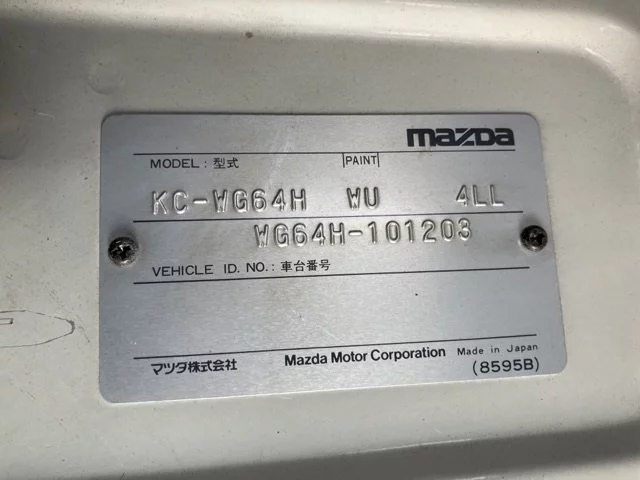 mazda
MODEL : 型式 PAINT
KC-WG64H WU 4LL
WG64H-101203
VEHICLE ID. NO. : 車台番号
マツダ株式会社 Mazda Motor Corporation Made in Japan
(8595B)